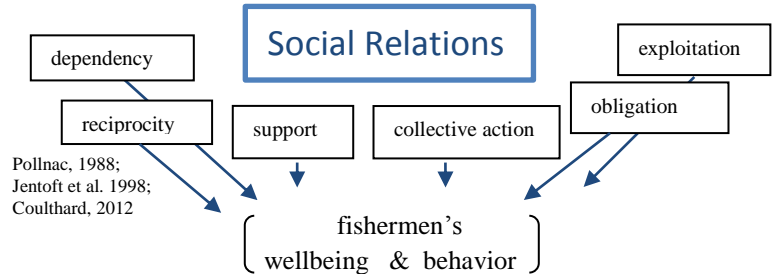 Social Relations
dependency
exploitation
reciprocity
support
collective action
obligation
Pollnac, 1988;
Jentoft et al. 1998;
Coulthard, 2012
fishermen’s
wellbeing & behavior